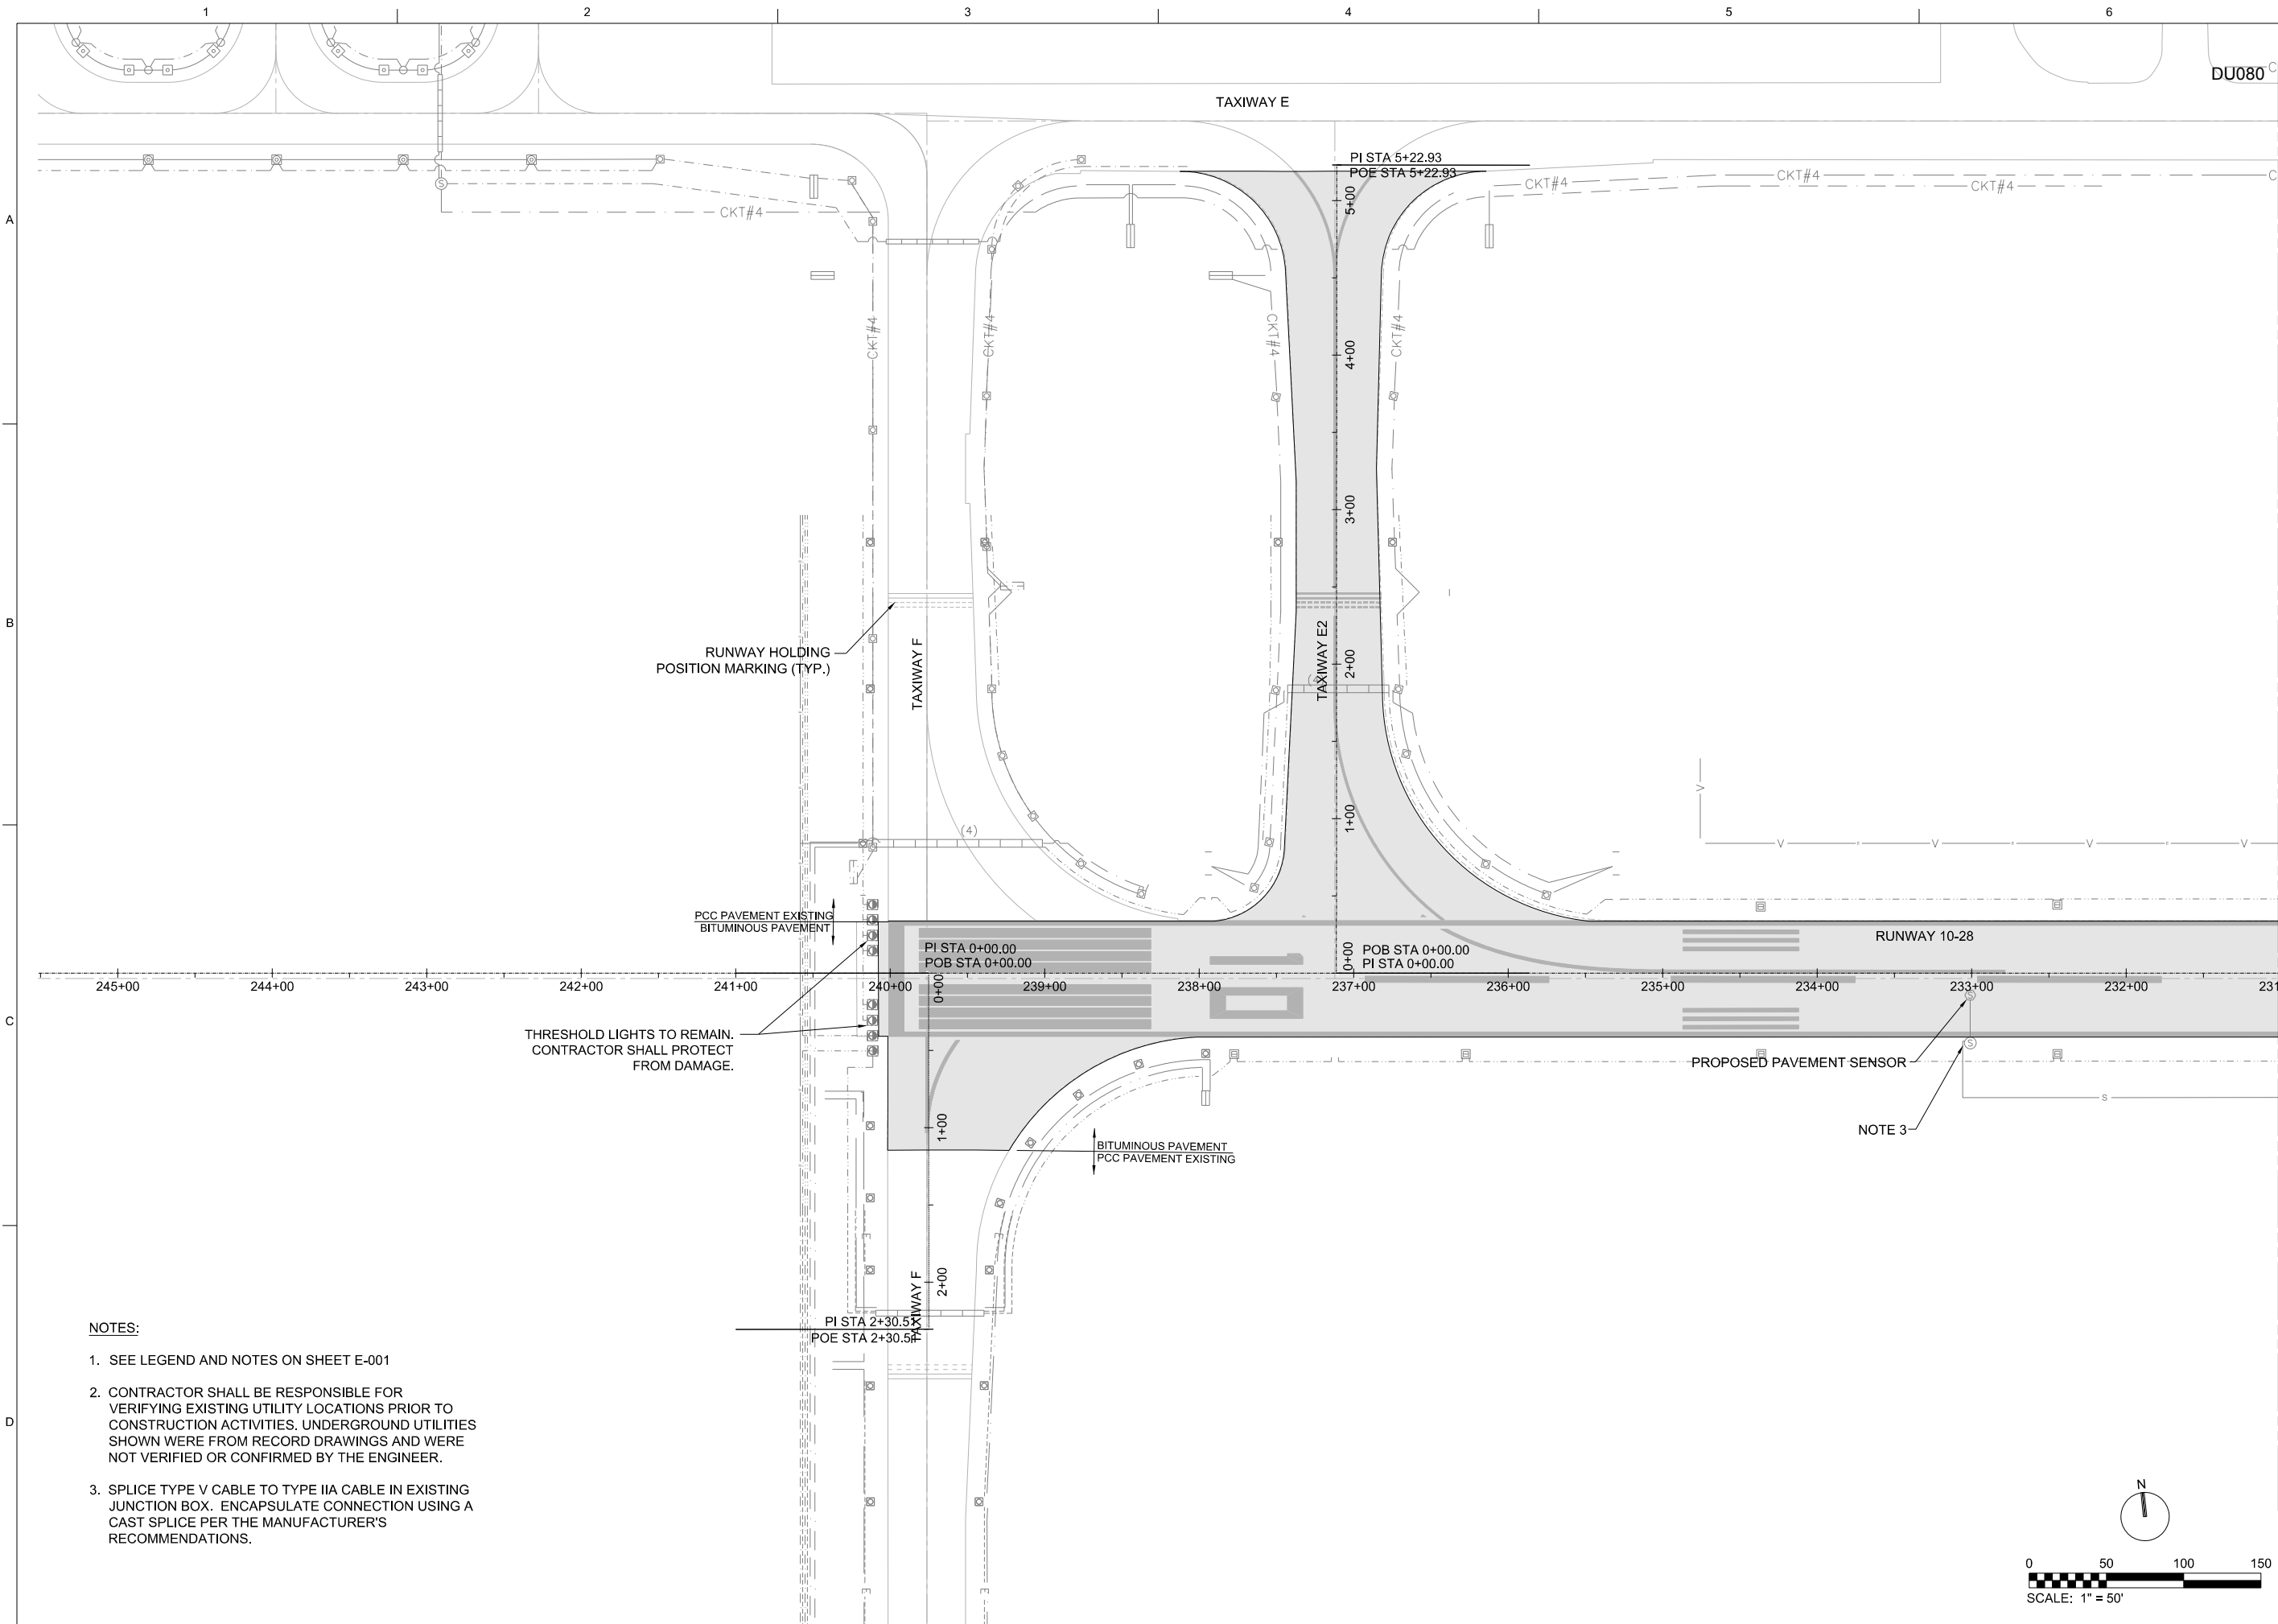 1 2 3 4 5 6
DU080
TAXIWAY E
PI STA 5+22.93
POE STA 5+22.93
CKT#4 CKT#4 CKT#4 CKT#4
5+00
A
CKT#4 CKT#4 CKT#4 CKT#4
4+00
3+00
B
RUNWAY HOLDING
POSITION MARKING (TYP.)
TAXIWAY F
TAXIWAY E2
2+00
1+00
(4)
V
V V V V
PCC PAVEMENT EXISTING
BITUMINOUS PAVEMENT
RUNWAY 10-28
PI STA 0+00.00
POB STA 0+00.00
0+00
POB STA 0+00.00
PI STA 0+00.00
245+00 244+00 243+00 242+00 241+00 240+00 239+00 238+00 237+00 236+00 235+00 234+00 233+00 232+00 231
0+00
C
THRESHOLD LIGHTS TO REMAIN.
CONTRACTOR SHALL PROTECT
FROM DAMAGE.
PROPOSED PAVEMENT SENSOR
S
S
S
S
NOTE 3
1+00
BITUMINOUS PAVEMENT
PCC PAVEMENT EXISTING
2+00
TAXIWAY F
PI STA 2+30.51
POE STA 2+30.51
D
NOTES:
1. SEE LEGEND AND NOTES ON SHEET E-001
2. CONTRACTOR SHALL BE RESPONSIBLE FOR
VERIFYING EXISTING UTILITY LOCATIONS PRIOR TO
CONSTRUCTION ACTIVITIES. UNDERGROUND UTILITIES
SHOWN WERE FROM RECORD DRAWINGS AND WERE
NOT VERIFIED OR CONFIRMED BY THE ENGINEER.
3. SPLICE TYPE V CABLE TO TYPE IIA CABLE IN EXISTING
JUNCTION BOX. ENCAPSULATE CONNECTION USING A
CAST SPLICE PER THE MANUFACTURER'S
RECOMMENDATIONS.
N
0 50 100 150
SCALE: 1" = 50'